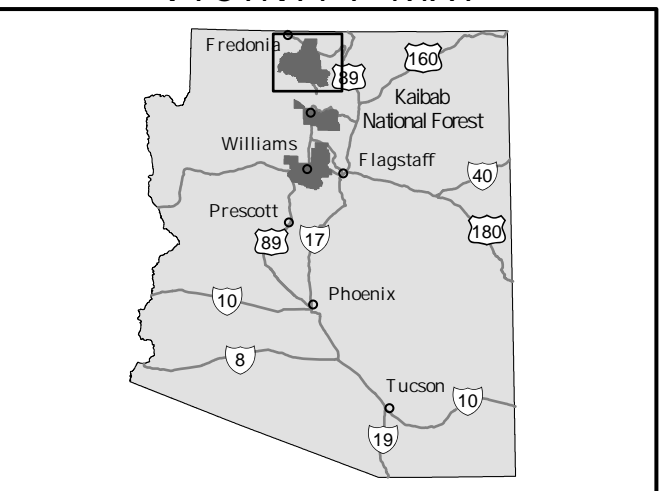 Fredonia
160
89
Kaibab
National Forest
Williams
Flagstaff
40
Prescott
180
89
17
10
Phoenix
8
Tucson
10
19